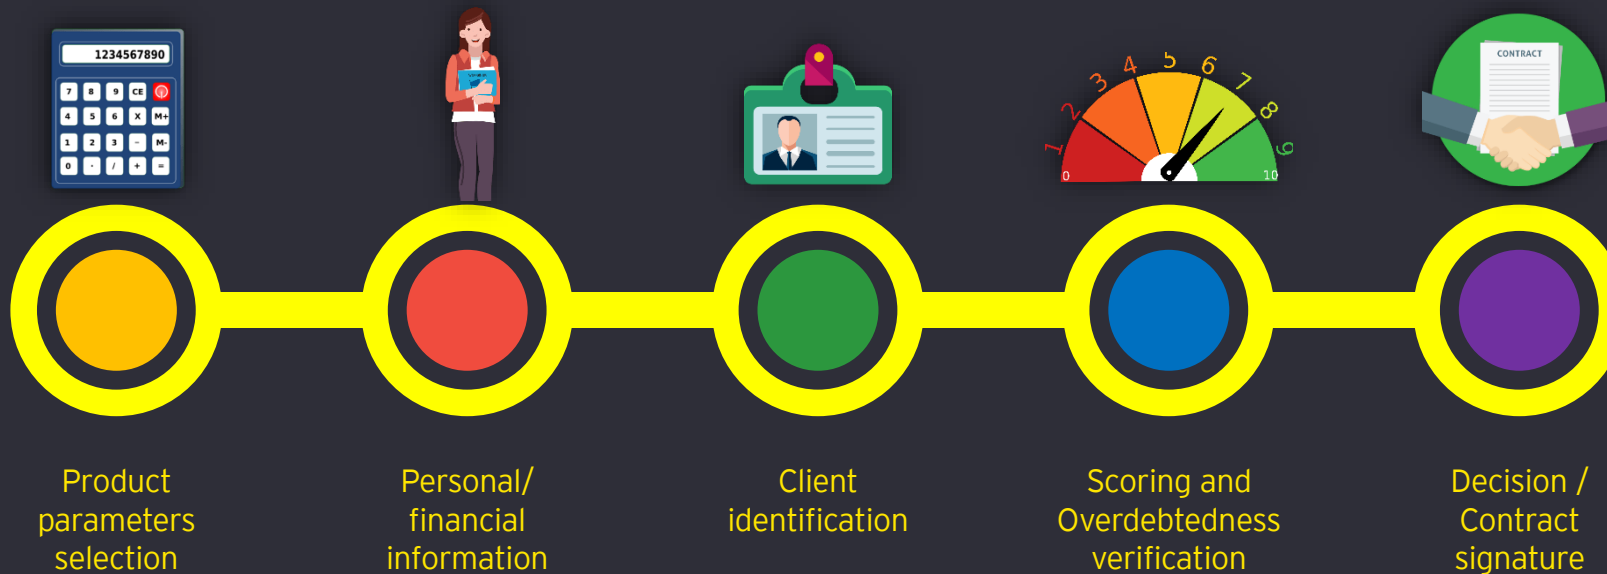 1234567890
7 8 9 CE
4 5 6 X M+
1 2 3 - M-
0 · / + =
CONTRACT
0 1 2 3 4 5 6 7 8 9 10
Product
parameters
selection
Personal/
financial
information
Client
identification
Scoring and
Overdebtedness
verification
Decision /
Contract
signature